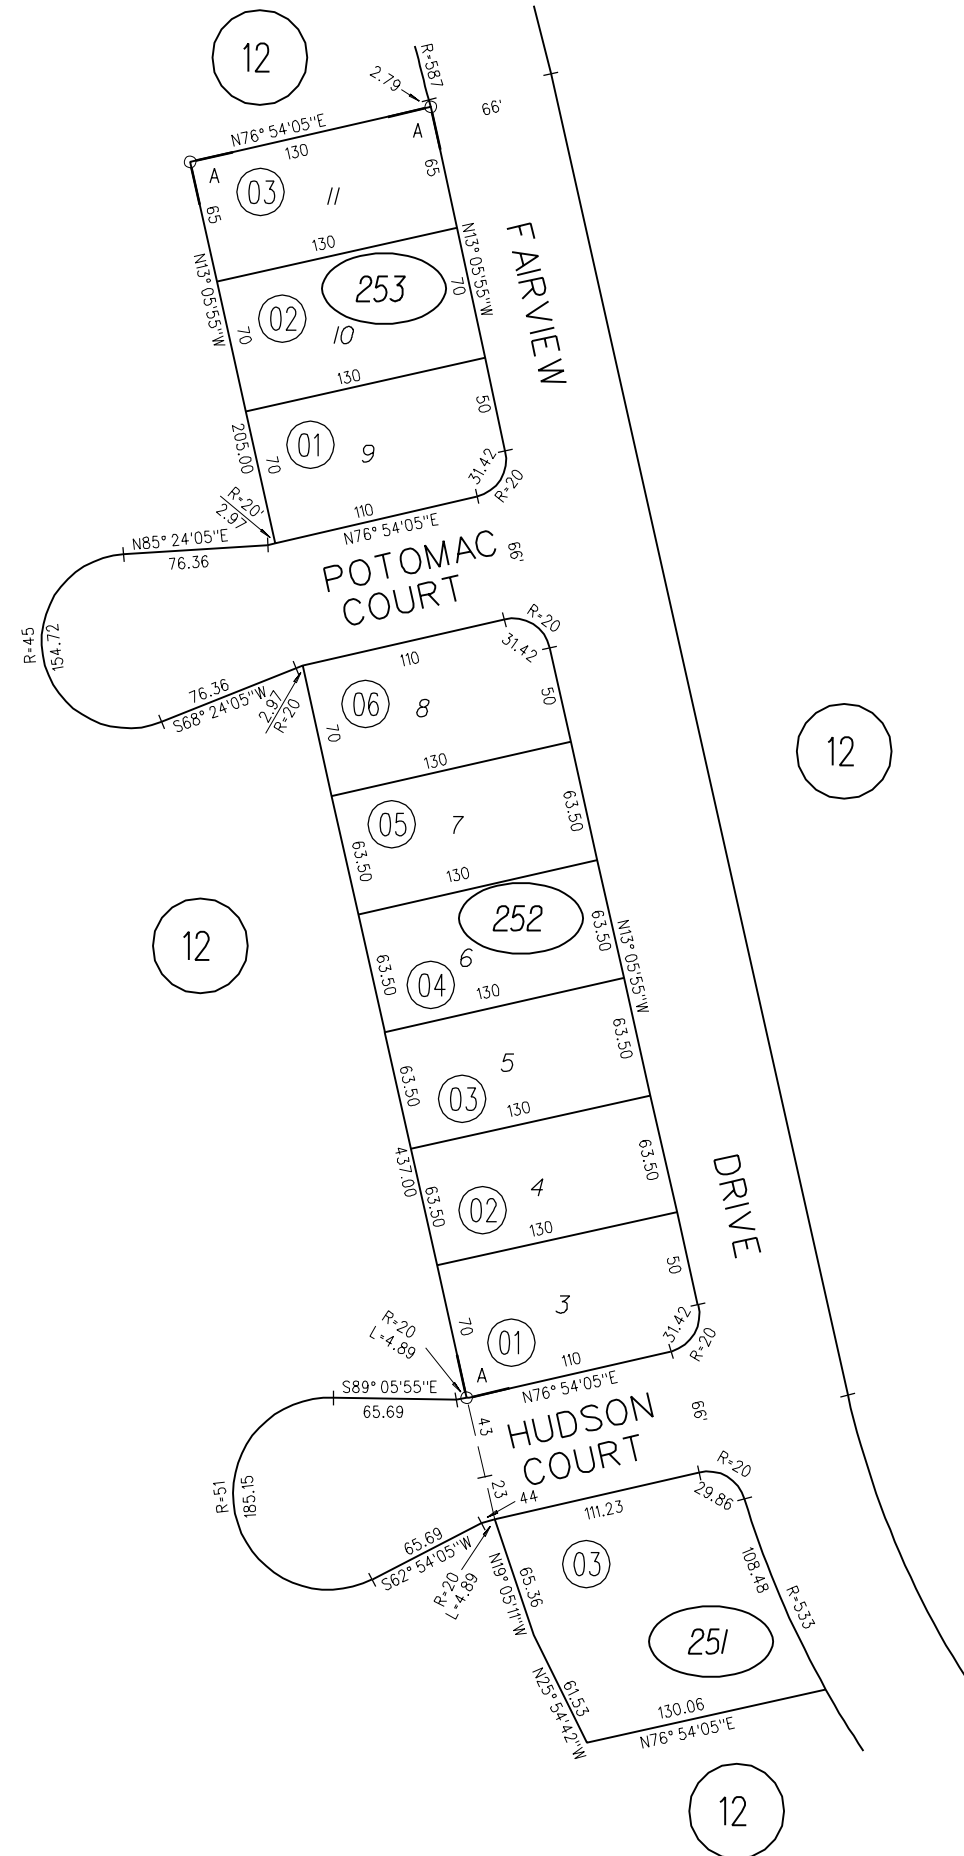 12
R=587
2.79
66'
N76° 54'05"E
130
A
A
03
11
65
65
130
N13° 05'55"W
N13° 05'55"W
253
70
02
10
70
FAIRVIEW
130
50
01
9
205.00
70
31.42
R=20
R=20'
2.97
110
N76° 54'05"E
N85° 24'05"E
76.36
POTOMAC
COURT
66'
R=45
154.72
R=20
31.42
110
76.36
S68° 24'05"W
2.97
R=20
06
8
50
70
130
12
05
7
63.50
63.50
130
252
12
63.50
N13° 05'55"W
6
04
63.50
130
63.50
5
03
63.50
130
437.00
63.50
DRIVE
4
02
63.50
130
50
3
01
70
31.42
R=20
R=20
L=4.89
A
110
N76° 54'05"E
S89° 05'55"E
65.69
43
HUDSON
COURT
66'
R=51
185.15
23
44
R=20
29.86
111.23
65.69
S62° 54'05"W
R=20
L=4.89
N19° 05'11"W
65.36
03
108.48
R=533
251
N25° 54'42"W
61.53
130.06
N76° 54'05"E
12